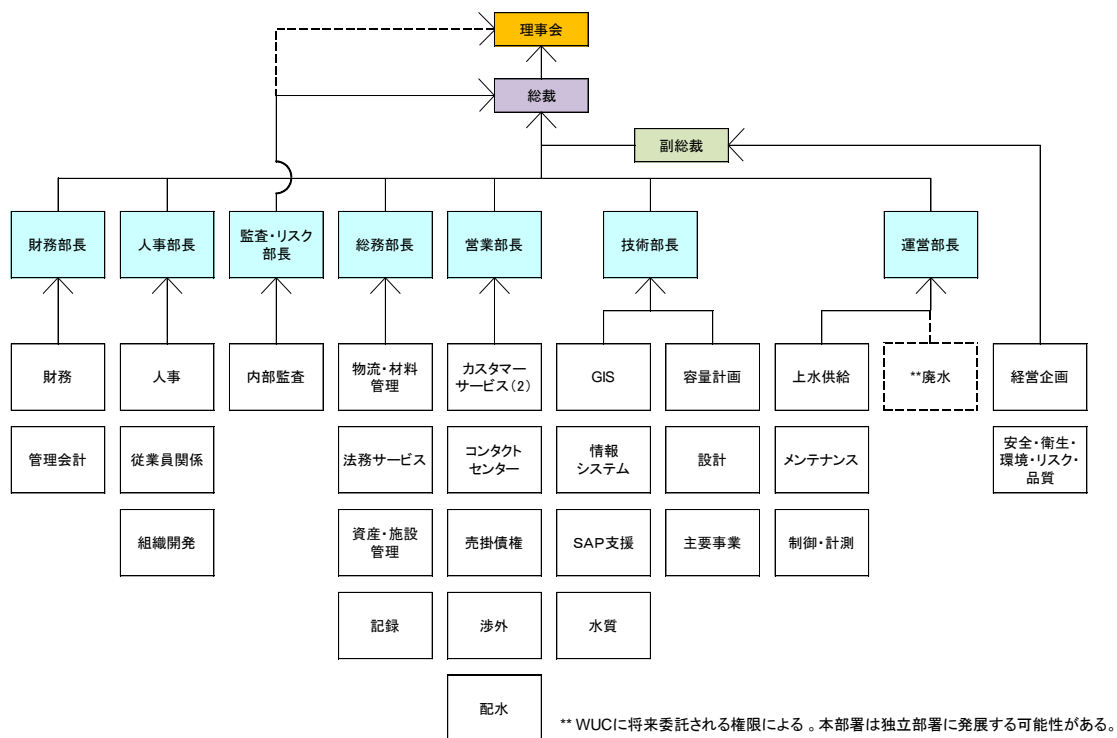 理事会
総裁
副総裁
財務部長
人事部長
監査・リスク
部長
総務部長
営業部長
技術部長
運営部長
財務
人事
内部監査
物流・材料
管理
カスタマー
サービス(2)
GIS
容量計画
上水供給
**廃水
経営企画
管理会計
従業員関係
法務サービス
コンタクト
センター
情報
システム
設計
メンテナンス
安全・衛生・
環境・リスク・
品質
組織開発
資産・施設
管理
売掛債権
SAP支援
主要事業
制御・計測
記録
渉外
水質
配水
** WUCに将来委託される権限による 。本部署は独立部署に発展する可能性がある。